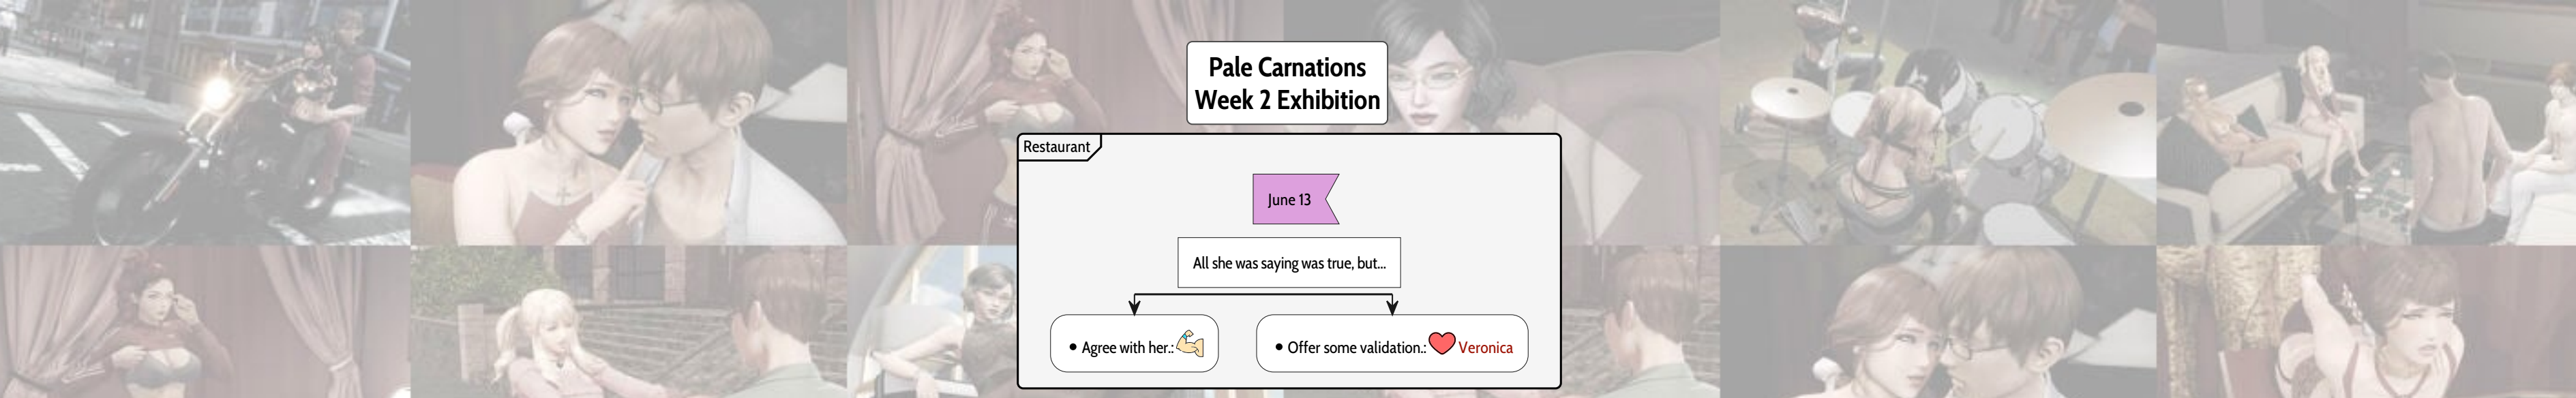 Pale Carnations
Week 2 Exhibition
Restaurant
June 13
All she was saying was true, but...
• Agree with her.:
• Offer some validation.: Veronica